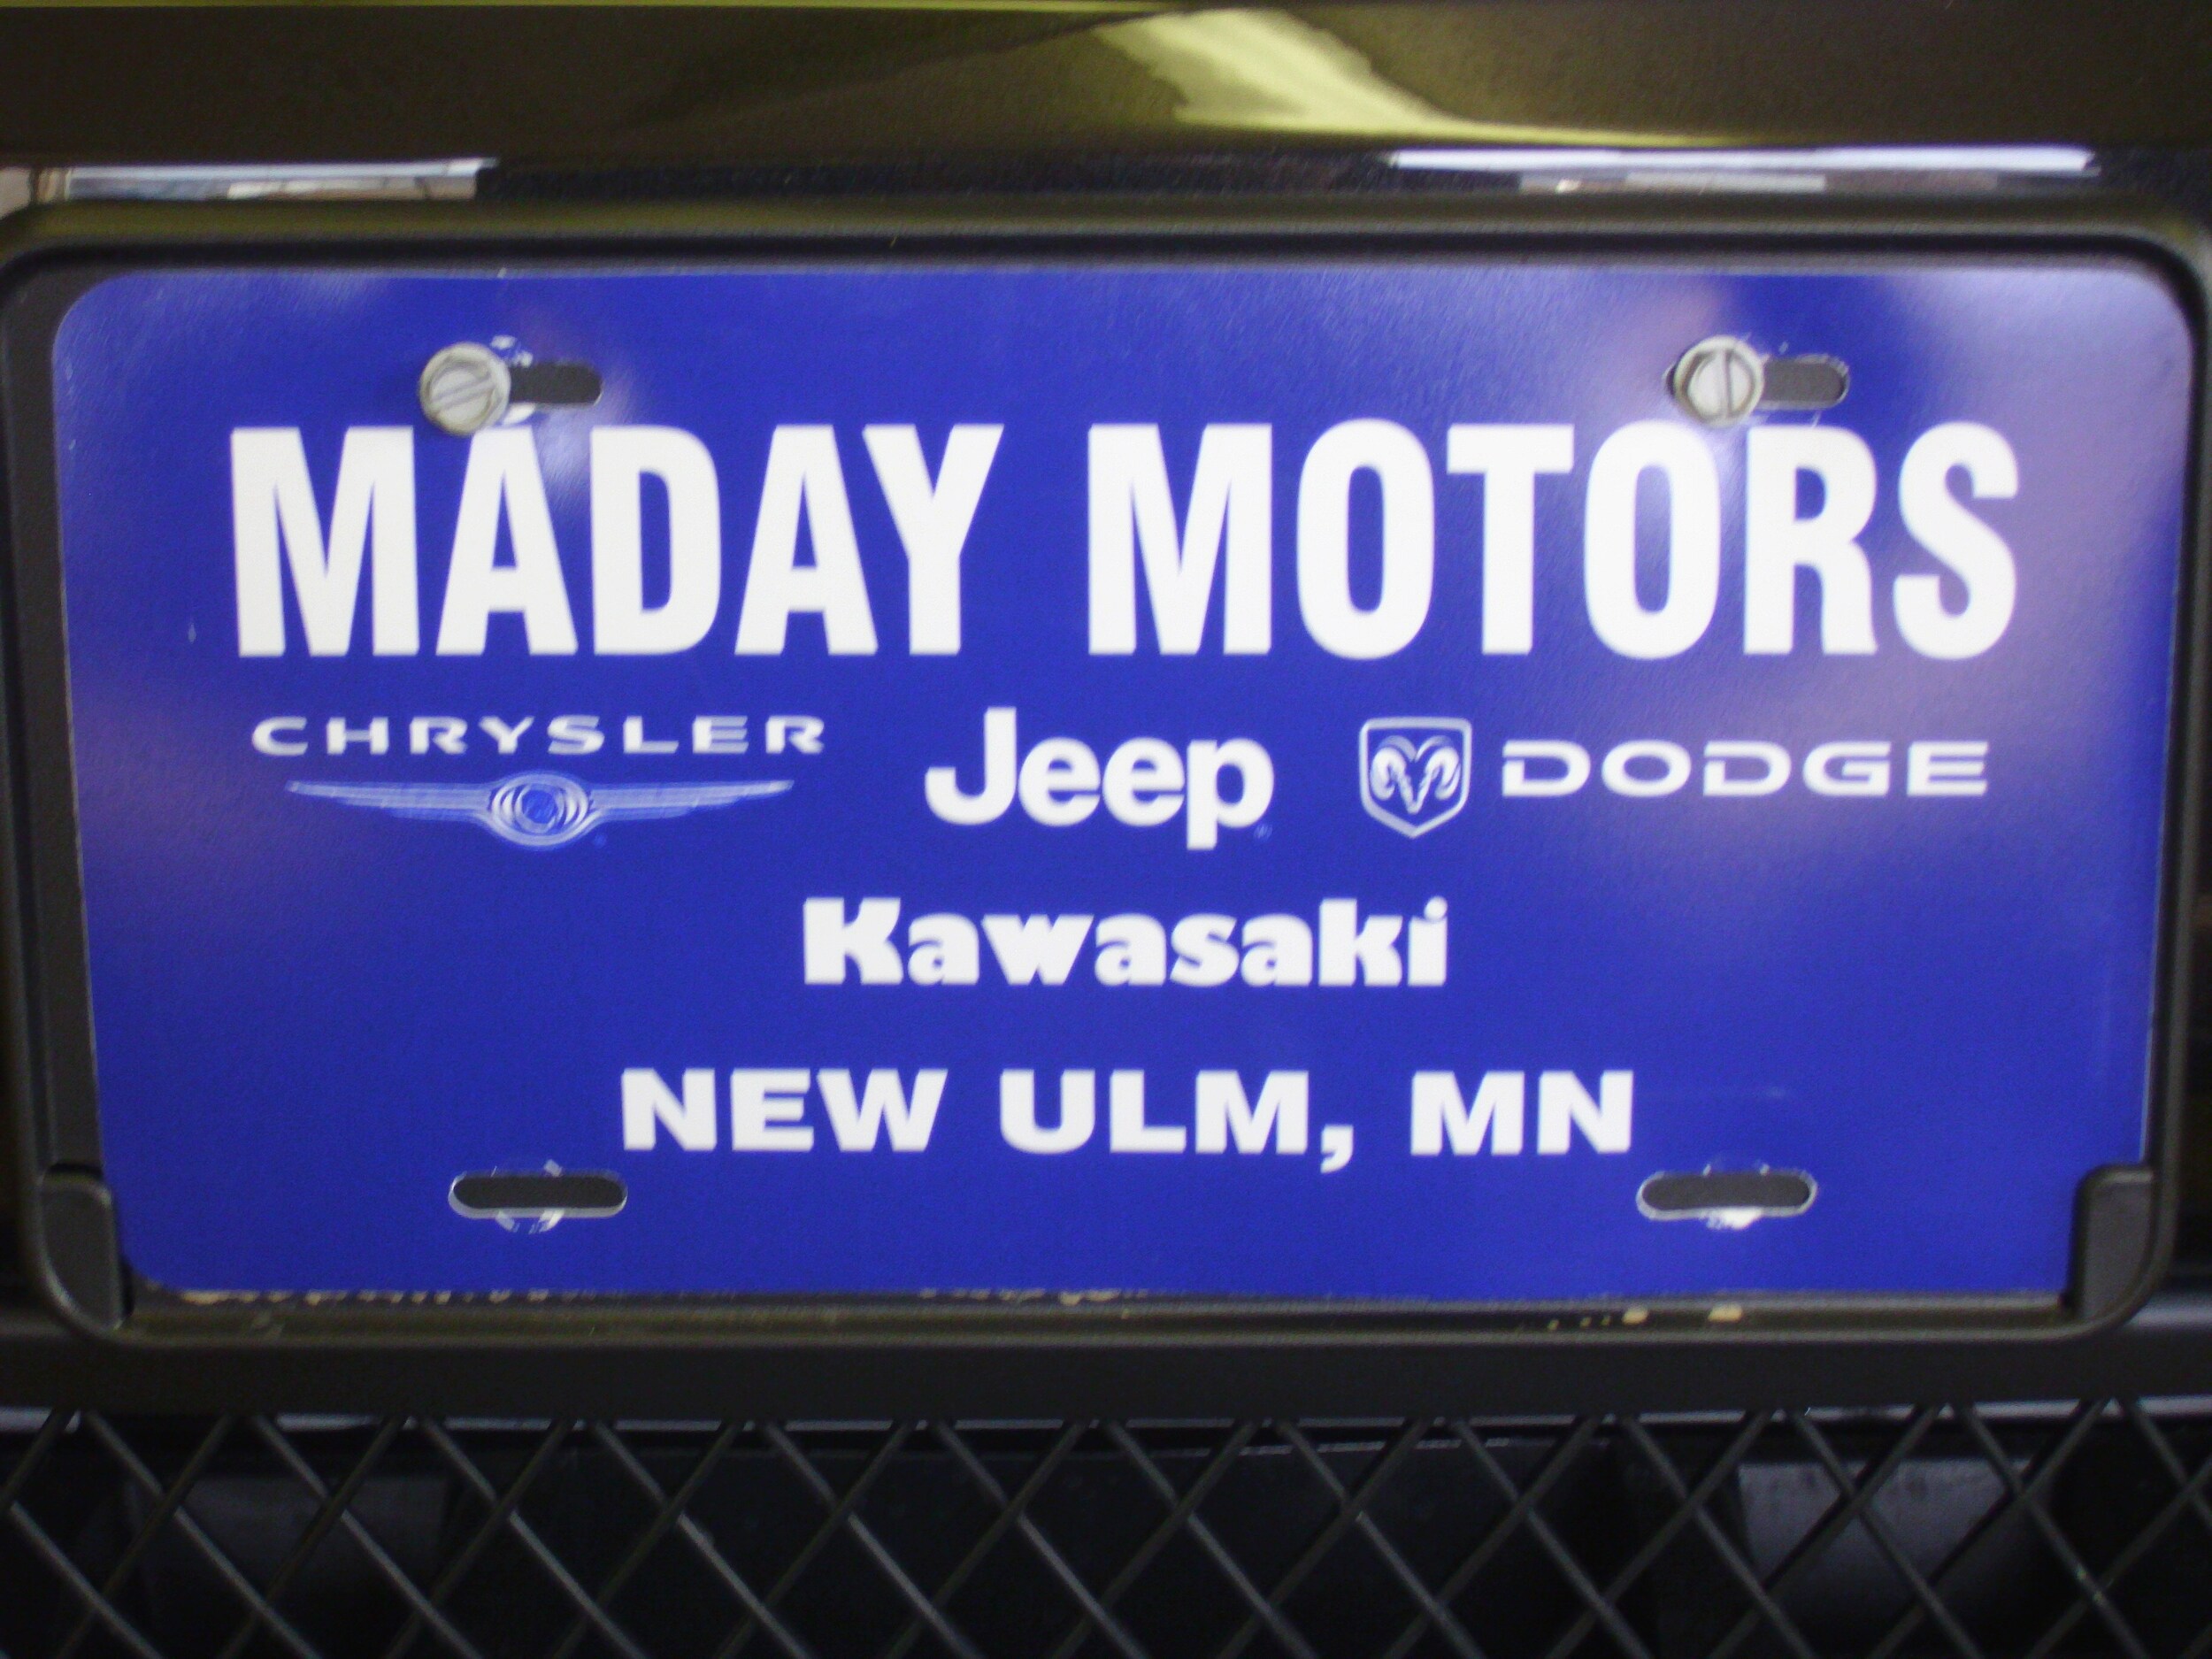 MADAY MOTORS
CHRYSLER Jeep DODGE
Kawasaki
NEW ULM, MN